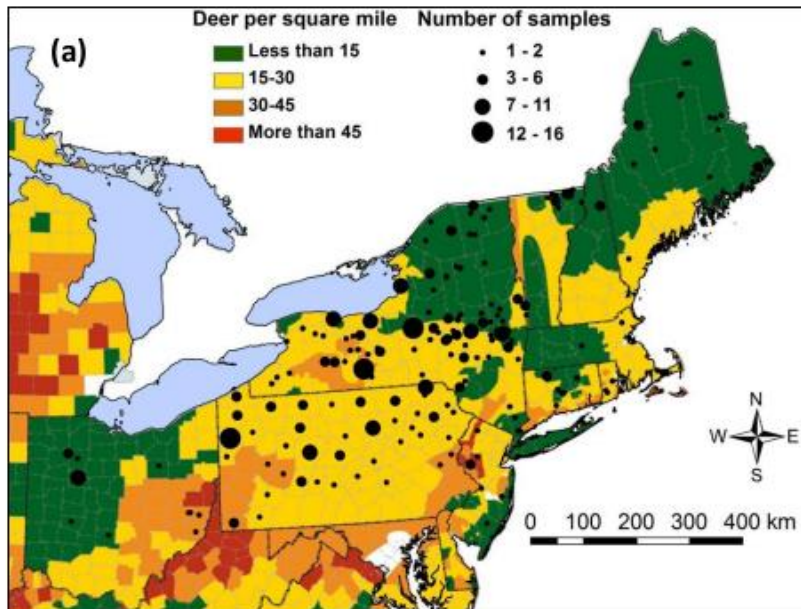 (a)
Deer per square mile
Less than 15
15-30
30-45
More than 45
Number of samples
1 - 2
3 - 6
7 - 11
12 - 16
N
W E
S
0 100 200 300 400 km